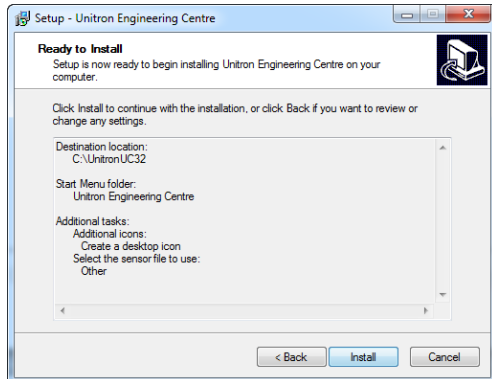 Setup - Unitron Engineering Centre
Ready to Install
Setup is now ready to begin installing Unitron Engineering Centre on your
computer.
Click Install to continue with the installation, or click Back if you want to review or
change any settings.
Destination location:
C:\UnitronUC32
Start Menu folder:
Unitron Engineering Centre
Additional tasks:
Additional icons:
Create a desktop icon
Select the sensor file to use:
Other
< Back
Install
Cancel